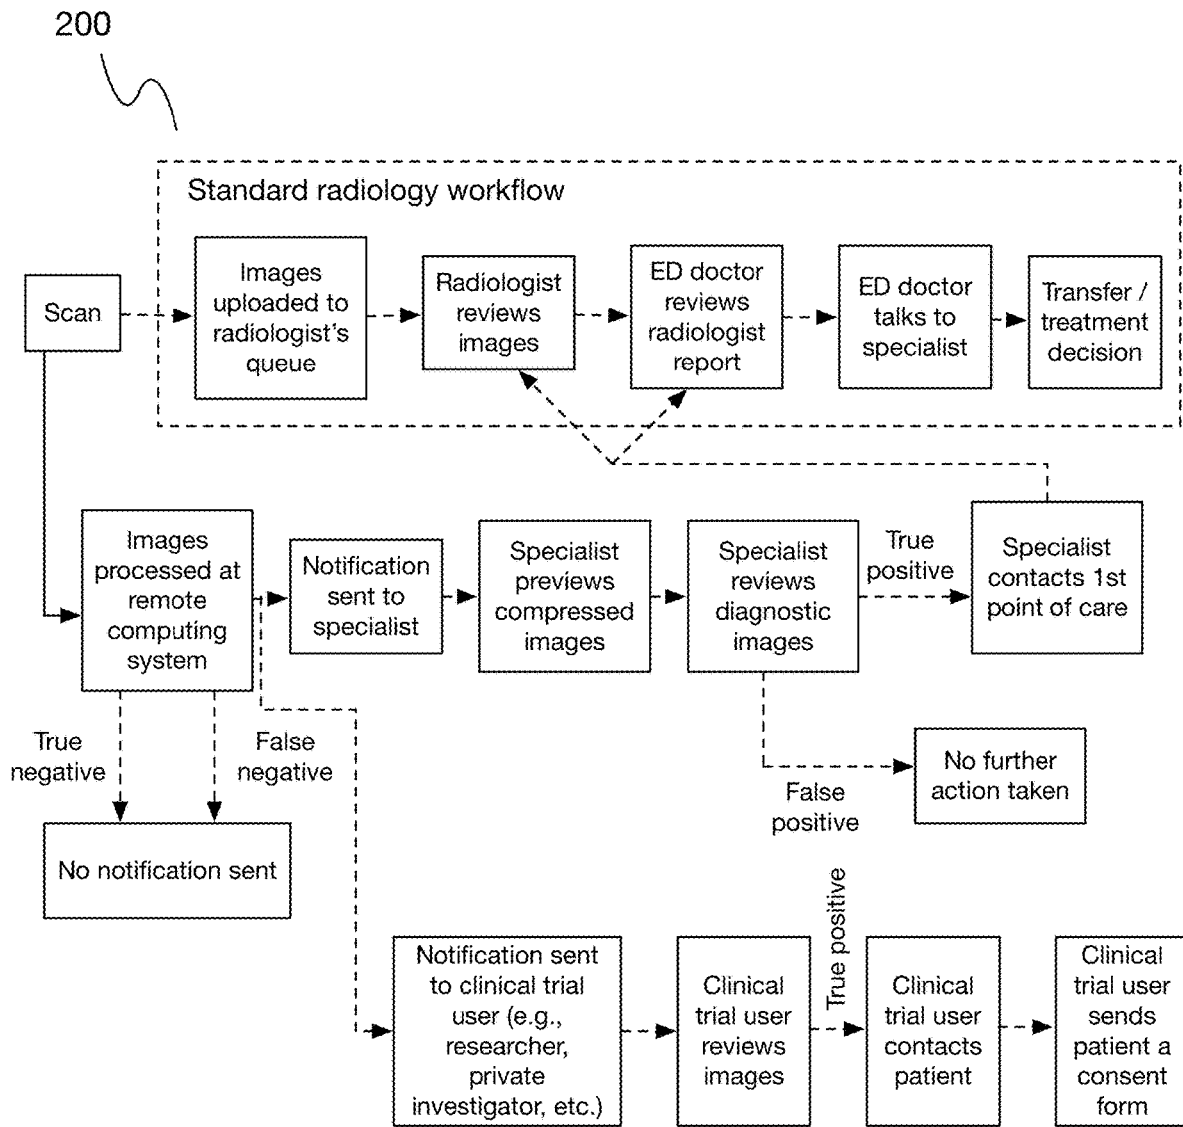 200
Standard radiology workflow
Scan
Images
uploaded to
radiologist's
queue
Radiologist
reviews
images
ED doctor
reviews
radiologist
report
ED doctor
talks to
specialist
Transfer /
treatment
decision
Images
processed at
remote
computing
system
Notification
sent to
specialist
Specialist
previews
compressed
images
Specialist
reviews
diagnostic
images
True
positive
Specialist
contacts 1st
point of care
True
negative
False
negative
No notification sent
False
positive
No further
action taken
Notification sent
to clinical trial
user (e.g.,
researcher,
private
investigator, etc.)
Clinical
trial user
reviews
images
True positive
Clinical
trial user
contacts
patient
Clinical
trial user
sends
patient a
consent
form